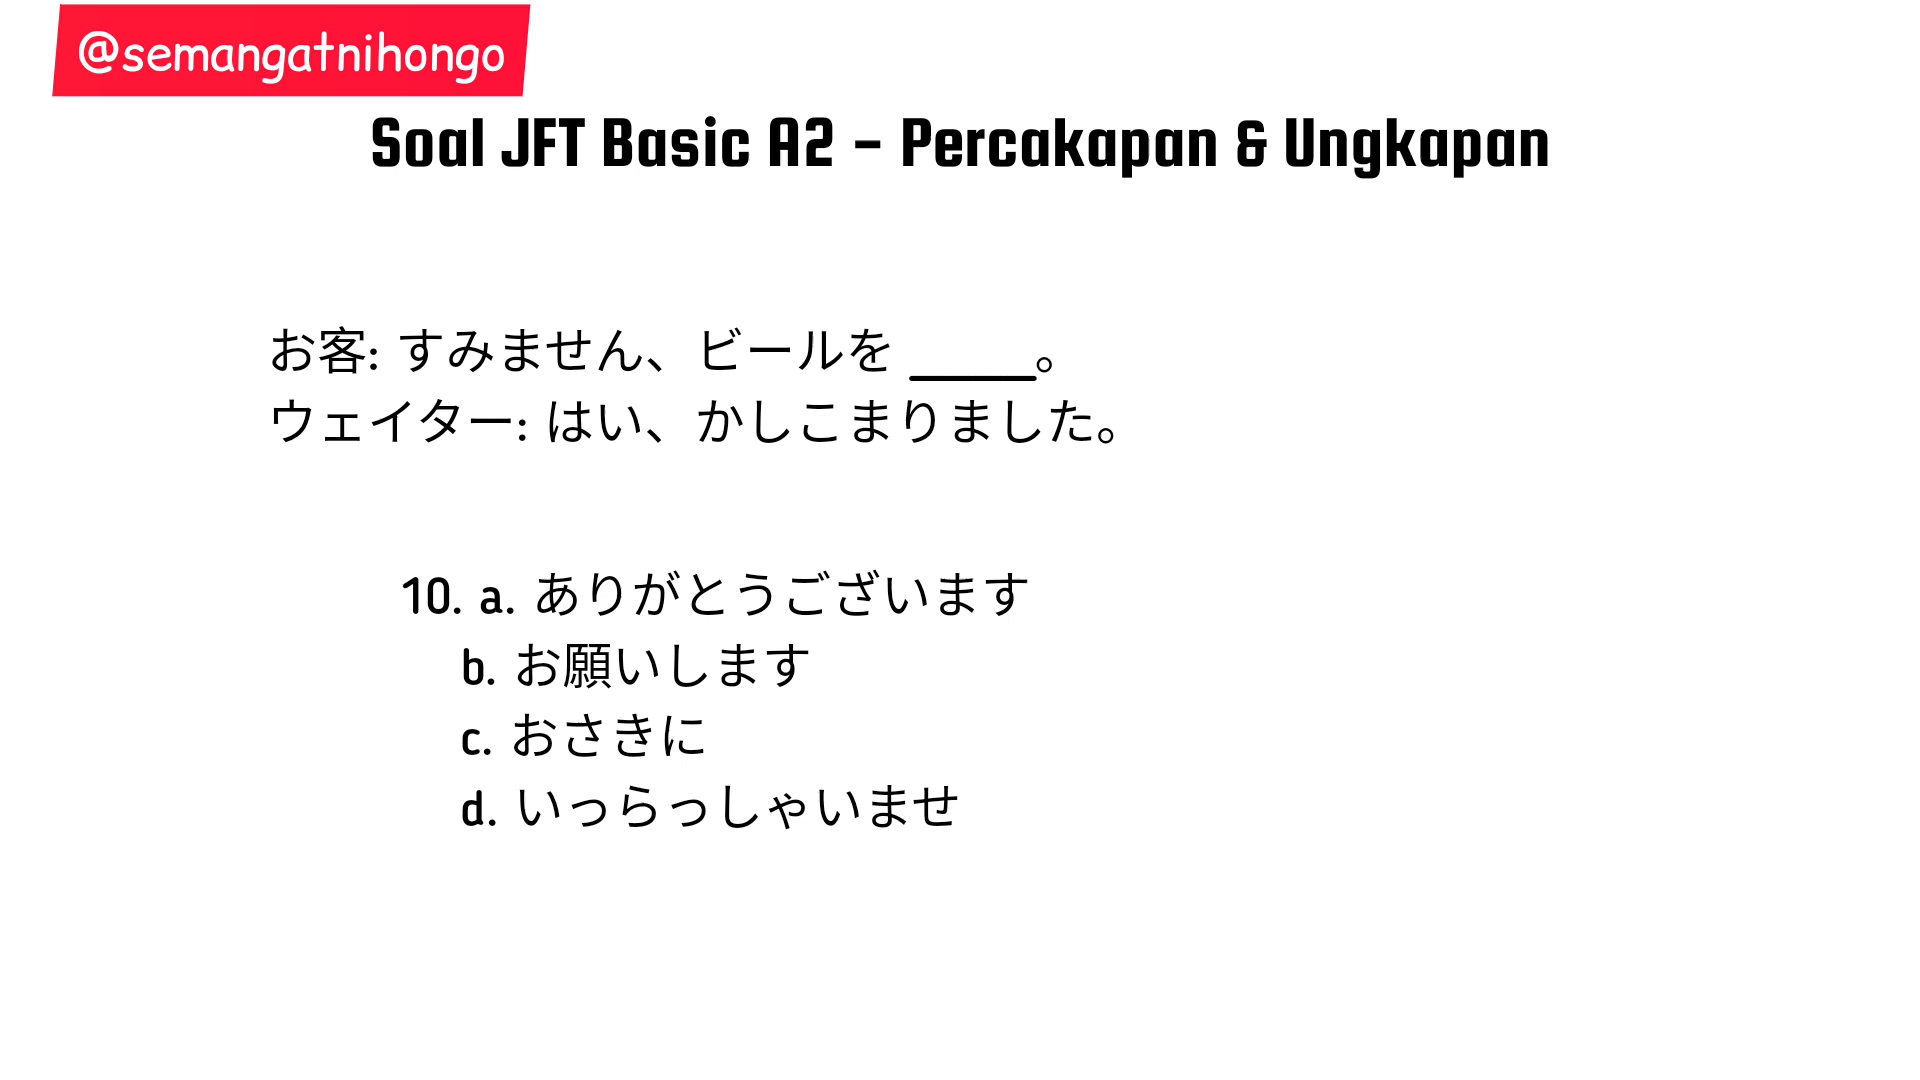 @semangatnihongo
Soal JFT Basic A2 – Percakapan & Ungkapan
お客: すみません、ビールを _____。
ウェイター: はい、かしこまりました。
10. a. ありがとうございます
b. お願いします
c. おさきに
d. いっらっしゃいませ